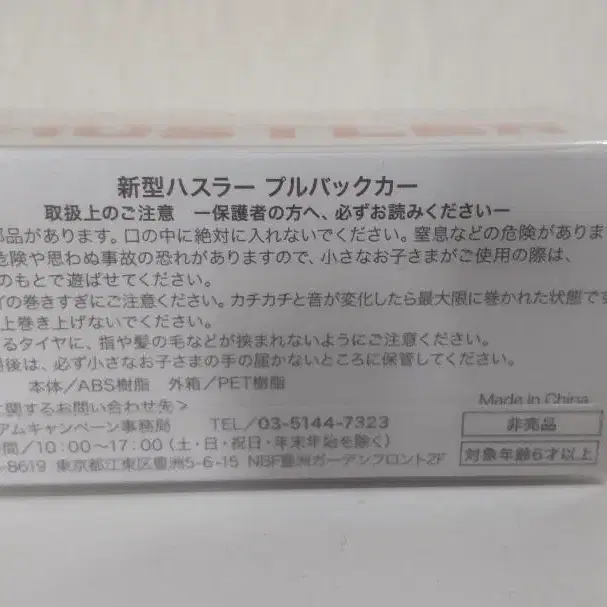 HUSTLER
新型ハスラー プルバックカー
取扱上のご注意 ー保護者の方へ、必ずお読みくださいー
部品があります。口の中に絶対に入れないでください。窒息などの危険がありま
危険や思わぬ事故の恐れがありますので、小さなお子さまがご使用の際は、
のもとで遊ばせてください。
イの巻きすぎにご注意ください。カチカチと音が変化したら最大限に巻かれた状態です
上巻き上げないでください。
るタイヤに、指や髪の毛などが挟まれないようにご注意ください。
後は、必ず小さなお子さまの手の届かないところに保管してください。
本体/ABS樹脂 外箱/PET樹脂
Made in China
に関するお問い合わせ先>
アムキャンペーン事務局 TEL/03-5144-7323
非売品
間/10:00~17:00(土・日・祝日・年末年始を除く)
-8619 東京都江東区豊洲5-6-15 NBF豊洲ガーデンフロント2F
対象年齢6才以上